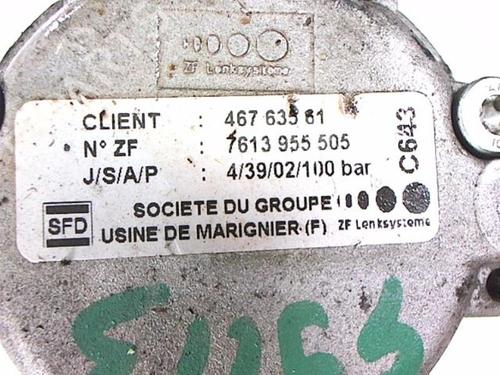 ZF Lenksysteme
CLIENT : 467 635 61
N° ZF : 7613 955 505
J/S/A/P : 4/39/02/100 bar
C643
SFD
SOCIETE DU GROUPE
USINE DE MARIGNIER (F) ZF Lenksysteme